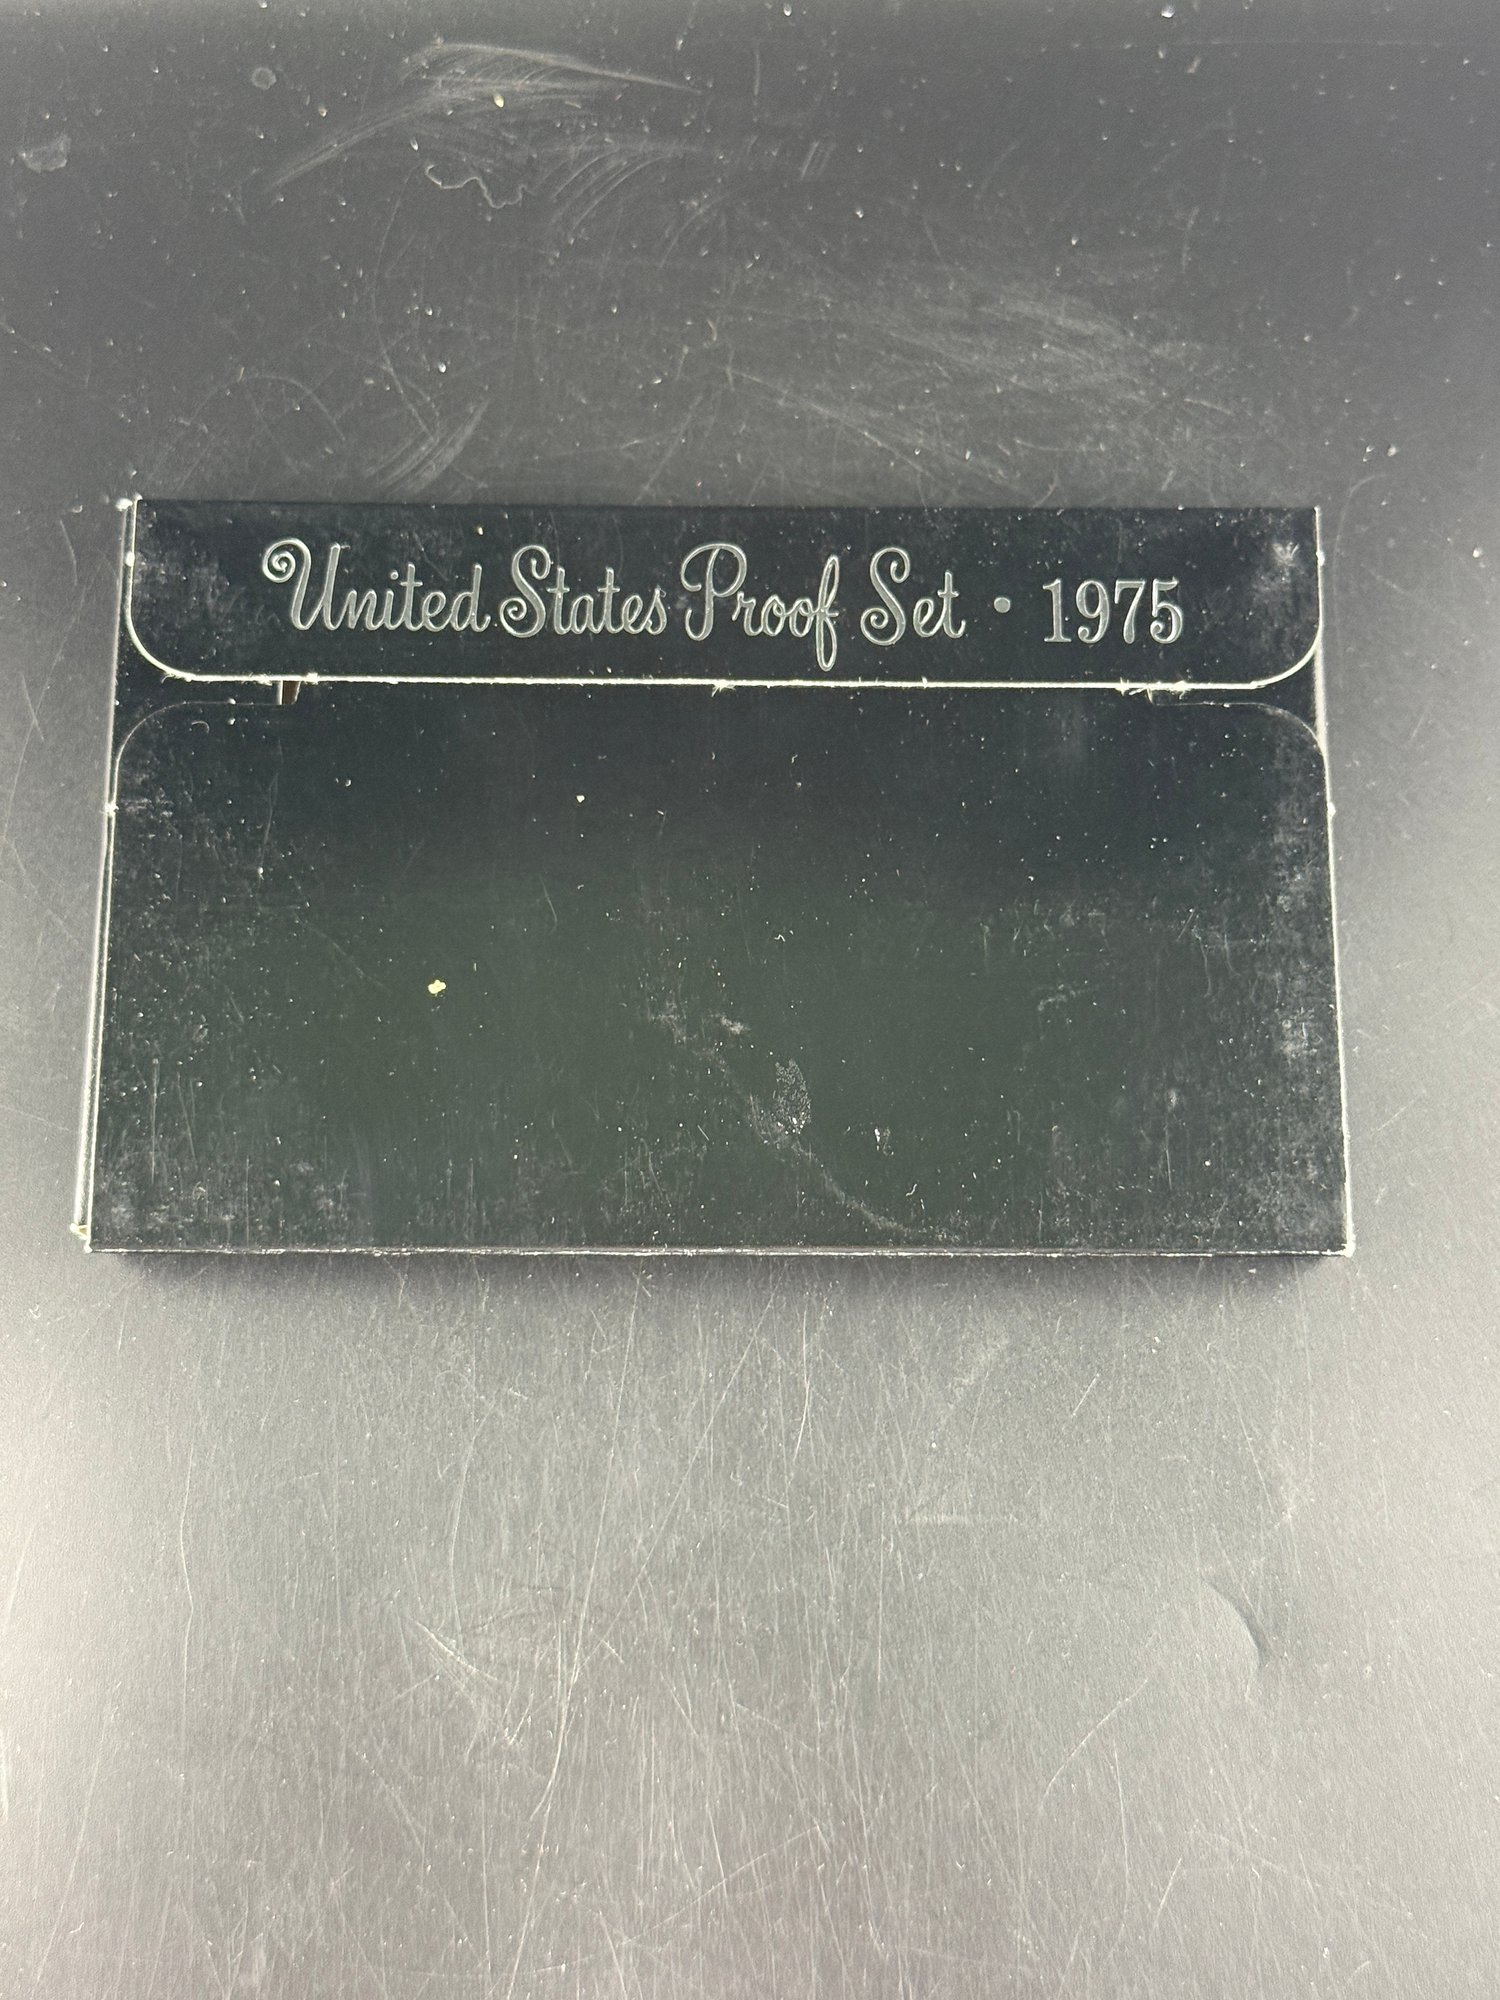 United States Proof Set • 1975